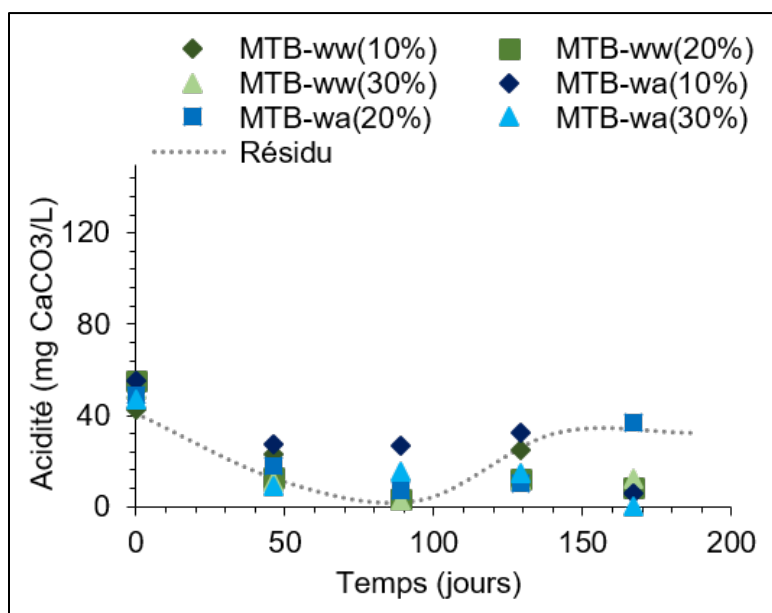 MTB-ww(10%) MTB-ww(20%)
MTB-ww(30%) MTB-wa(10%)
MTB-wa(20%) MTB-wa(30%)
Résidu
Acidité (mg CaCO3/L)
120
80
40
0
0 50 100 150 200
Temps (jours)